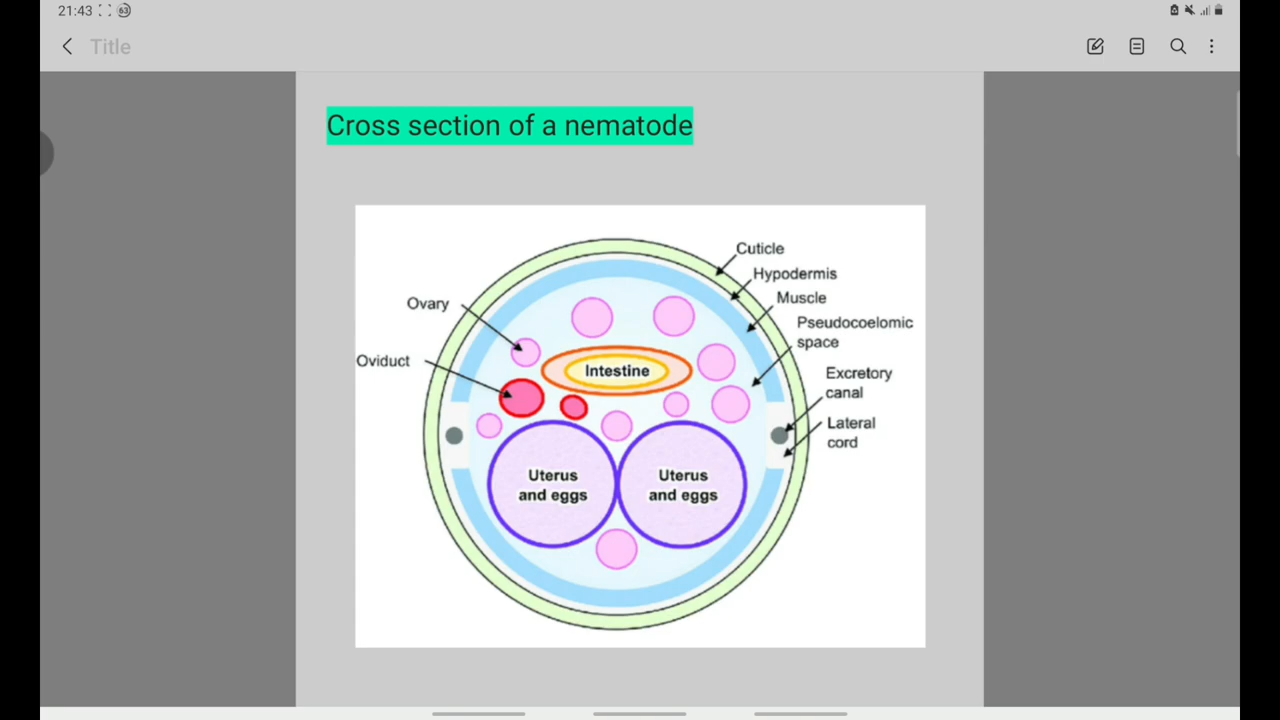 21:43
63
Title
Cross section of a nematode
Cuticle
Hypodermis
Muscle
Pseudocoelomic
space
Excretory
canal
Lateral
cord
Ovary
Oviduct
Intestine
Uterus
and eggs
Uterus
and eggs